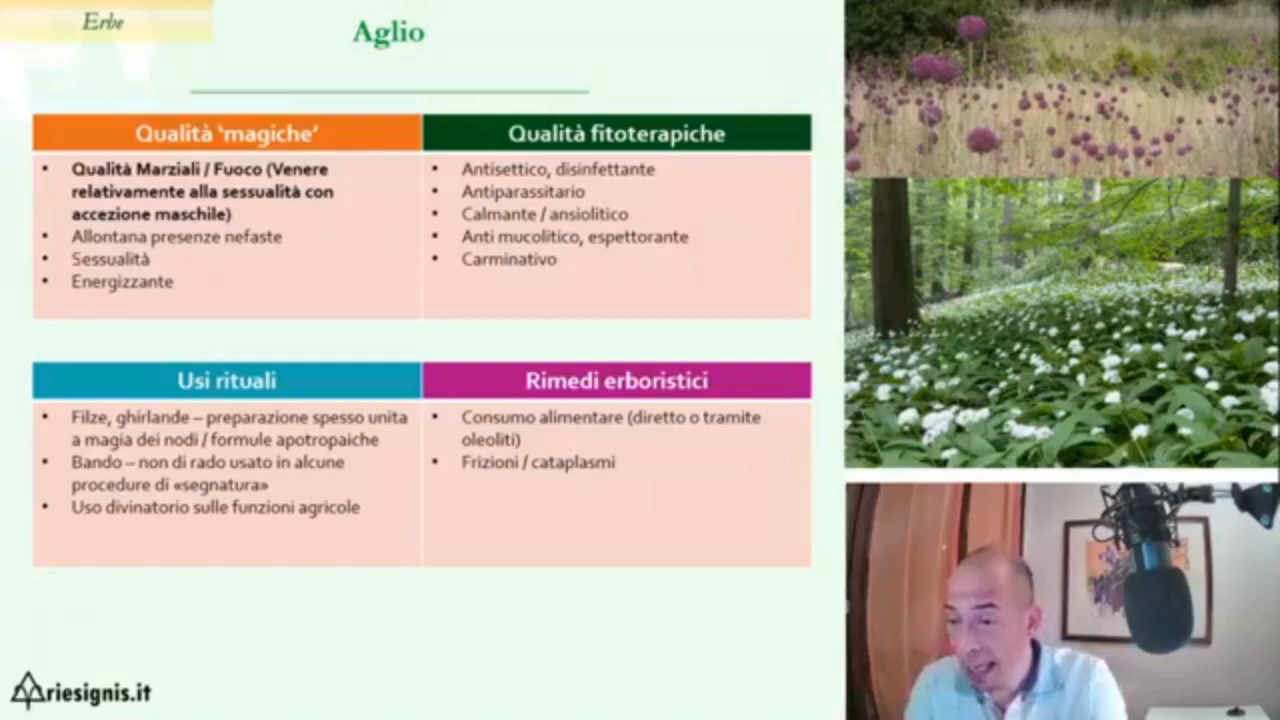 Erbe
Aglio
Qualità ‘magiche’
• Qualità Marziali / Fuoco (Venere
relativamente alla sessualità con
accezione maschile)
• Allontana presenze nefaste
• Sessualità
• Energizzante
Qualità fitoterapiche
• Antisettico, disinfettante
• Antiparassitario
• Calmante / ansiolitico
• Anti mucolitico, espettorante
• Carminativo
Usi rituali
• Filze, ghirlande – preparazione spesso unita
a magia dei nodi / formule apotropaiche
• Bando – non di rado usato in alcune
procedure di «segnatura»
• Uso divinatorio sulle funzioni agricole
Rimedi erboristici
• Consumo alimentare (diretto o tramite
oleoliti)
• Frizioni / cataplasmi
riesignis.it